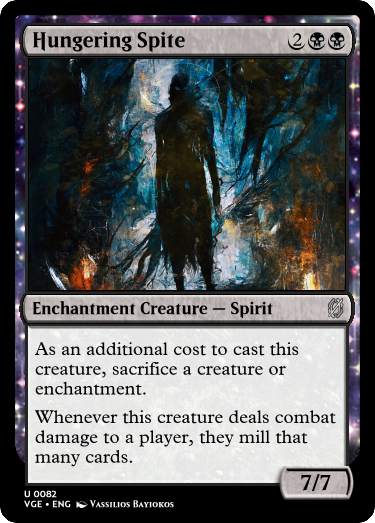 Hungering Spite 2
Enchantment Creature — Spirit
As an additional cost to cast this
creature, sacrifice a creature or
enchantment.
Whenever this creature deals combat
damage to a player, they mill that
many cards.
7/7
U 0082
VGE • ENG Vassilios Bayiokos